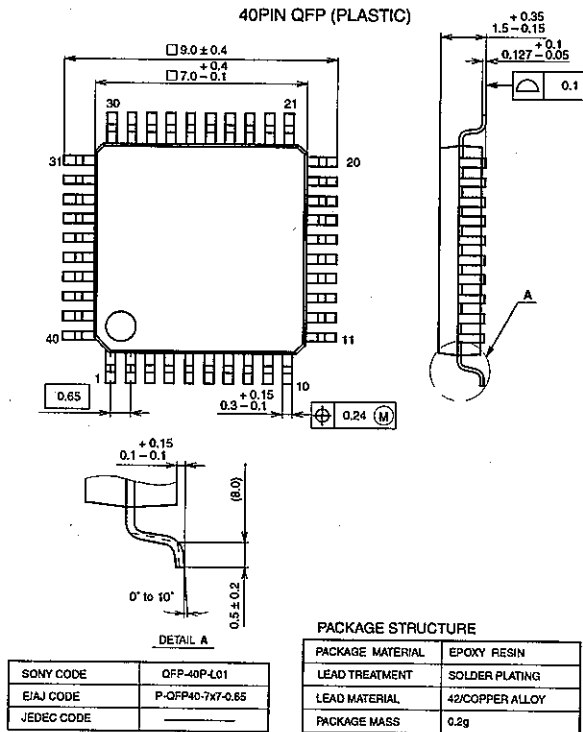 40PIN QFP (PLASTIC)
□ 9.0 ± 0.4
+ 0.4
□ 7.0 – 0.1
+ 0.35
1.5 – 0.15
+ 0.1
0.127 – 0.05
0.1
30
21
31
20
40
11
1
10
A
0.65
+ 0.15
0.3 – 0.1
0.24 M
+ 0.15
0.1 – 0.1
(8.0)
0.5 ± 0.2
0° to 10°
DETAIL A
SONY CODE QFP-40P-L01
EIAJ CODE P-QFP40-7x7-0.65
JEDEC CODE
PACKAGE STRUCTURE
PACKAGE MATERIAL EPOXY RESIN
LEAD TREATMENT SOLDER PLATING
LEAD MATERIAL 42/COPPER ALLOY
PACKAGE MASS 0.2g